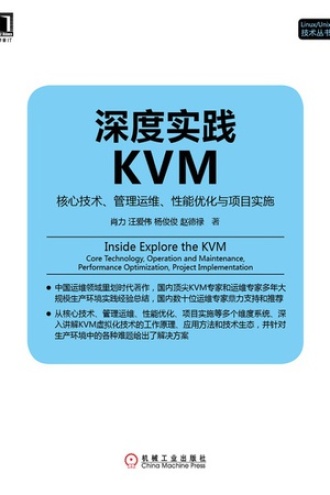 Linux/Unix
技术丛书
深度实践
KVM
核心技术、管理运维、性能优化与项目实施
肖力 汪爱伟 杨俊俊 赵德禄 著
Inside Explore the KVM
Core Technology, Operation and Maintenance,
Performance Optimization, Project Implementation
中国运维领域里划时代著作，国内顶尖KVM专家和运维专家多年大
规模生产环境实践经验总结，国内数十位运维专家鼎力支持和推荐
从核心技术、管理运维、性能优化、项目实施等多个维度系统、深
入讲解KVM虚拟化技术的工作原理、应用方法和技术生态，并针对
生产环境中的各种难题给出了解决方案
机械工业出版社
China Machine Press